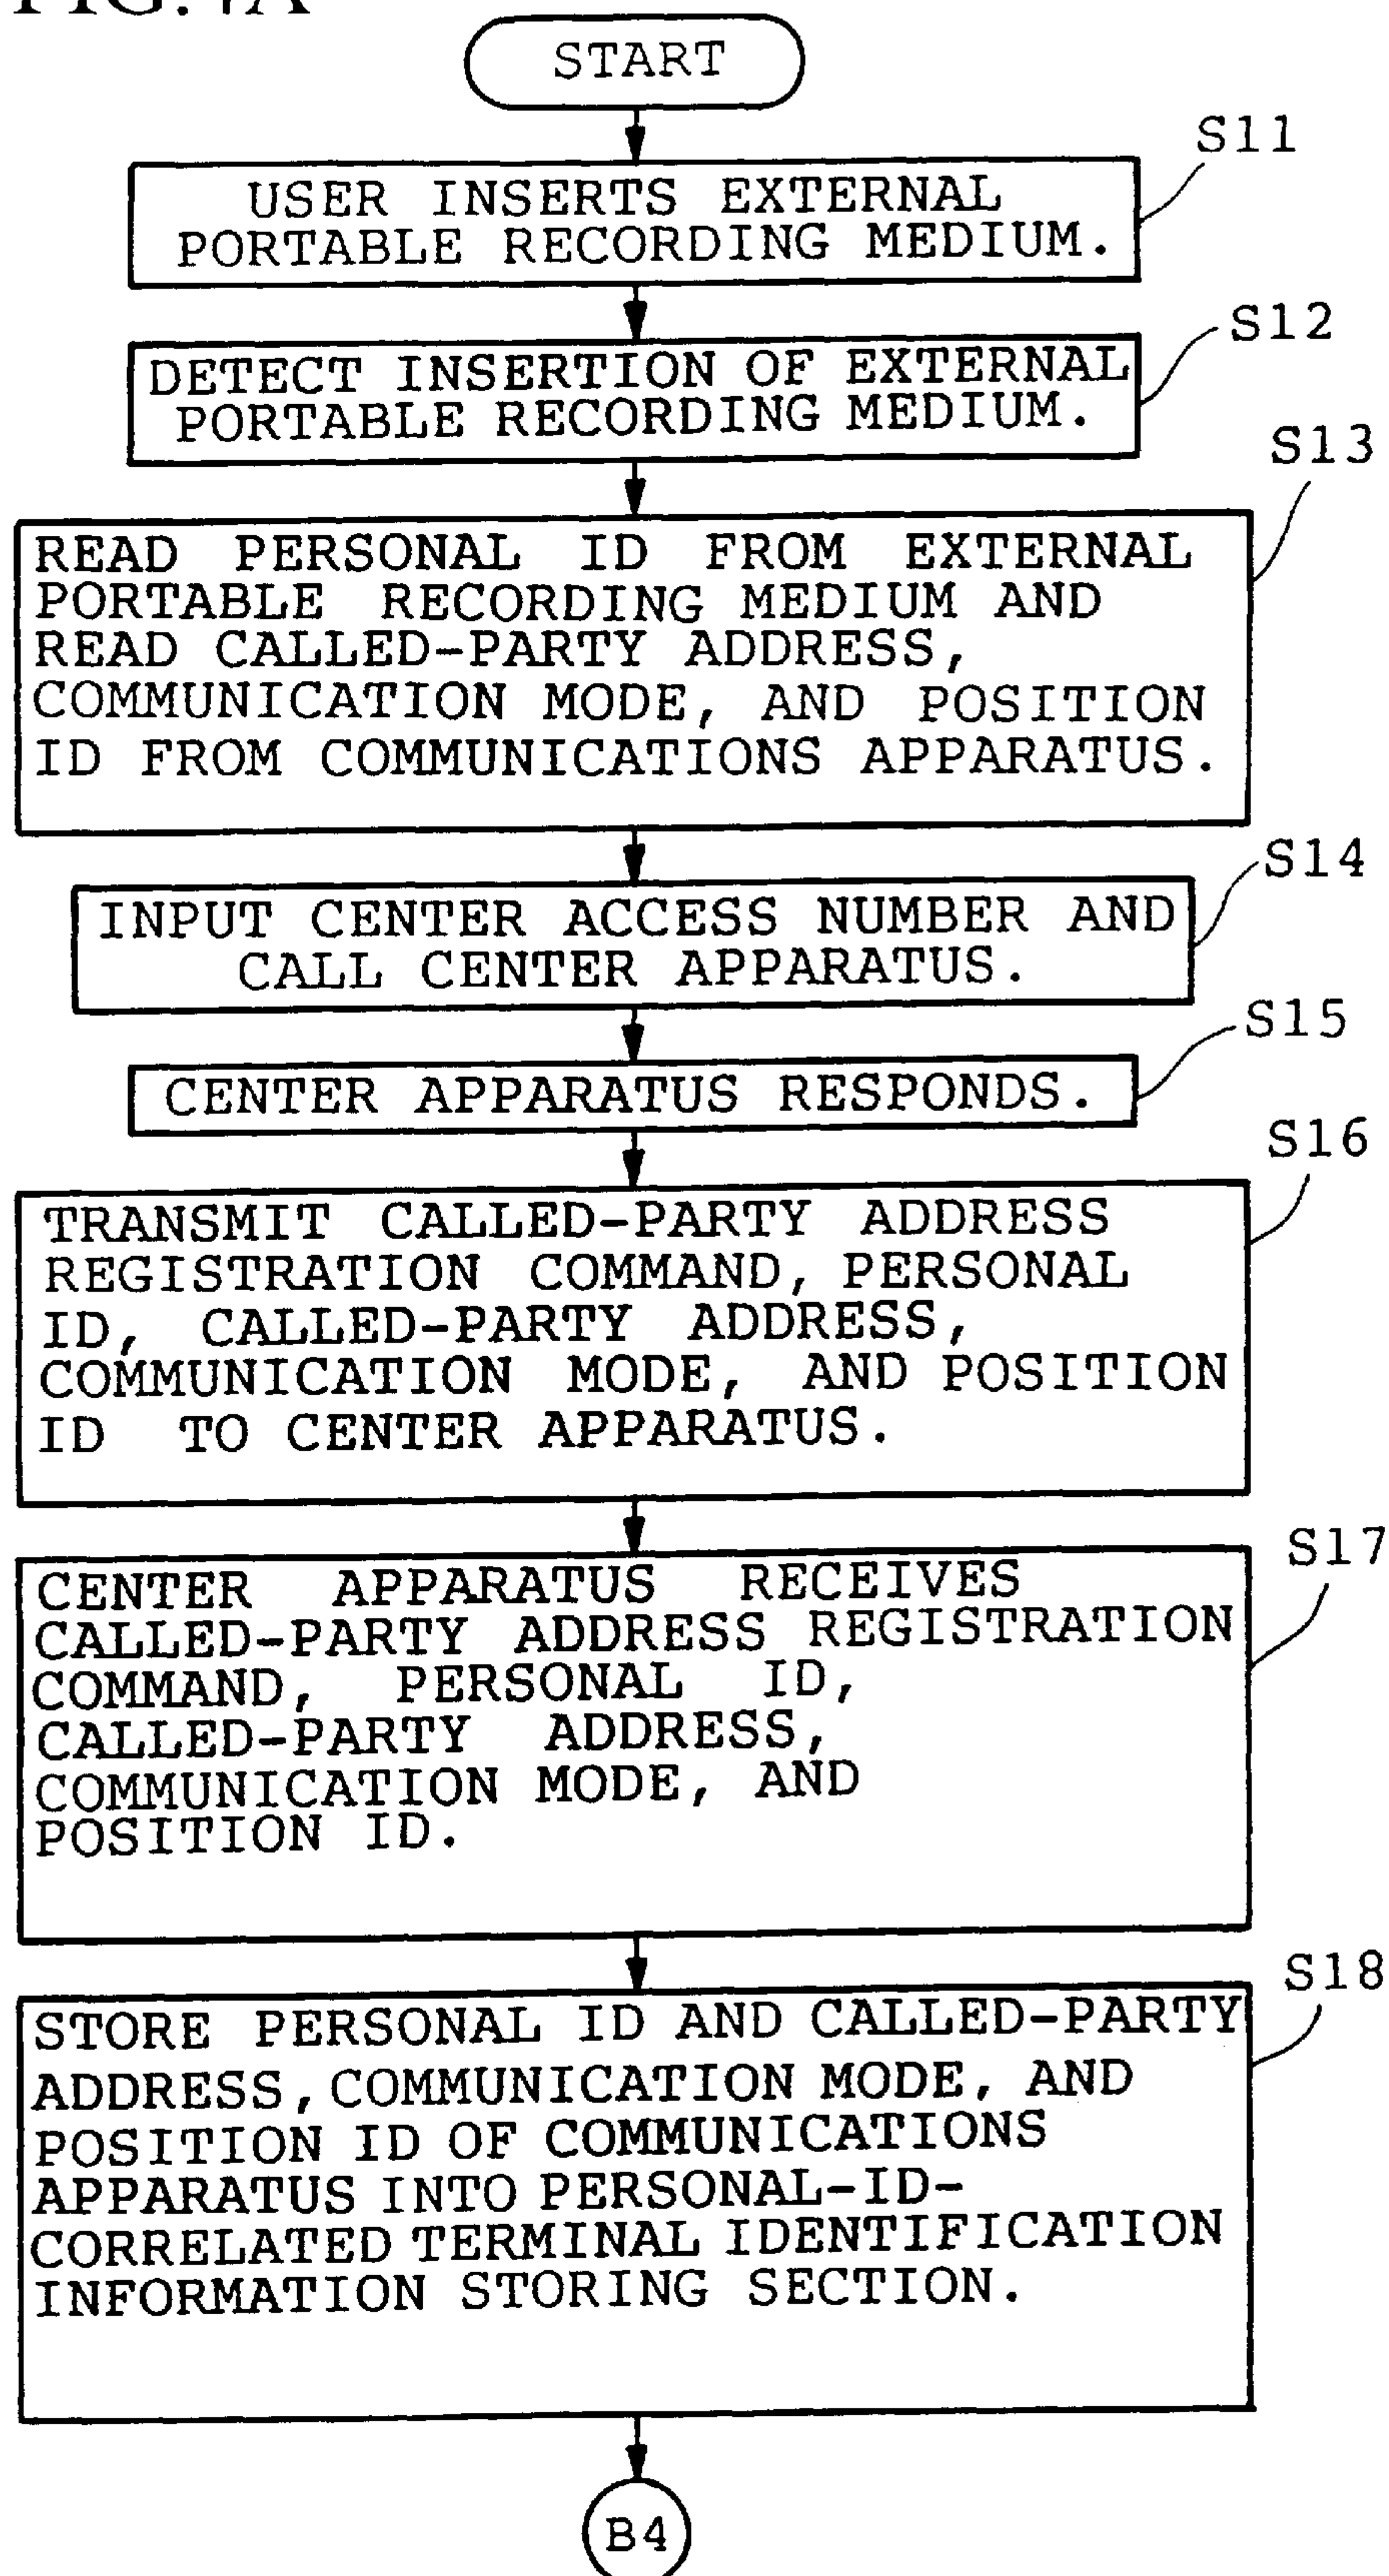 FIG. 4A
START
S11
USER INSERTS EXTERNAL
PORTABLE RECORDING MEDIUM.
S12
DETECT INSERTION OF EXTERNAL
PORTABLE RECORDING MEDIUM.
S13
READ PERSONAL ID FROM EXTERNAL
PORTABLE RECORDING MEDIUM AND
READ CALLED-PARTY ADDRESS,
COMMUNICATION MODE, AND POSITION
ID FROM COMMUNICATIONS APPARATUS.
S14
INPUT CENTER ACCESS NUMBER AND
CALL CENTER APPARATUS.
S15
CENTER APPARATUS RESPONDS.
S16
TRANSMIT CALLED-PARTY ADDRESS
REGISTRATION COMMAND, PERSONAL
ID, CALLED-PARTY ADDRESS,
COMMUNICATION MODE, AND POSITION
ID TO CENTER APPARATUS.
S17
CENTER APPARATUS RECEIVES
CALLED-PARTY ADDRESS REGISTRATION
COMMAND, PERSONAL ID,
CALLED-PARTY ADDRESS,
COMMUNICATION MODE, AND
POSITION ID.
S18
STORE PERSONAL ID AND CALLED-PARTY
ADDRESS, COMMUNICATION MODE, AND
POSITION ID OF COMMUNICATIONS
APPARATUS INTO PERSONAL-ID-
CORRELATED TERMINAL IDENTIFICATION
INFORMATION STORING SECTION.
B4